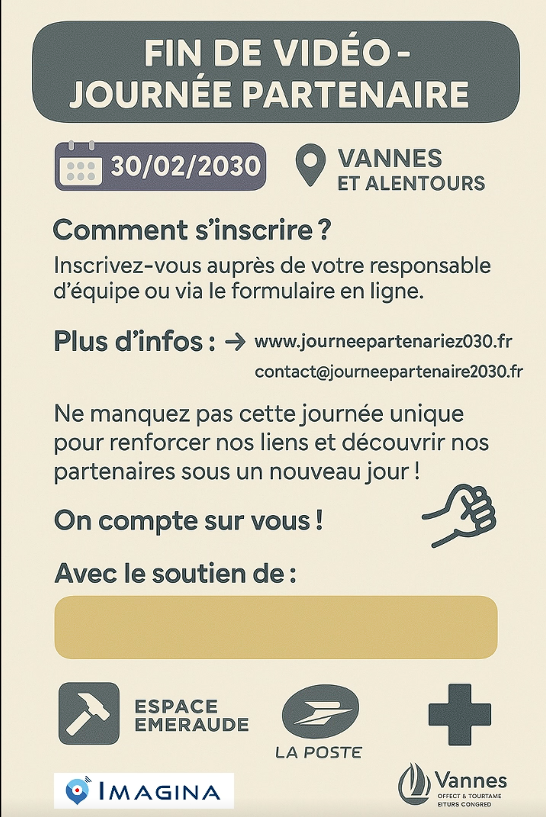 FIN DE VIDÉO -
JOURNÉE PARTENAIRE
30/02/2030
VANNES
ET ALENTOURS
Comment s'inscrire ?
Inscrivez-vous auprès de votre responsable
d'équipe ou via le formulaire en ligne.
Plus d'infos : → www.journeepartenariez030.fr
contact@journeepartenaire2030.fr
Ne manquez pas cette journée unique
pour renforcer nos liens et découvrir nos
partenaires sous un nouveau jour !
On compte sur vous !
Avec le soutien de :
ESPACE
EMERAUDE
LA POSTE
IMAGINA
Vannes
OFFECT & TOURTAME
EITURS CONGRED